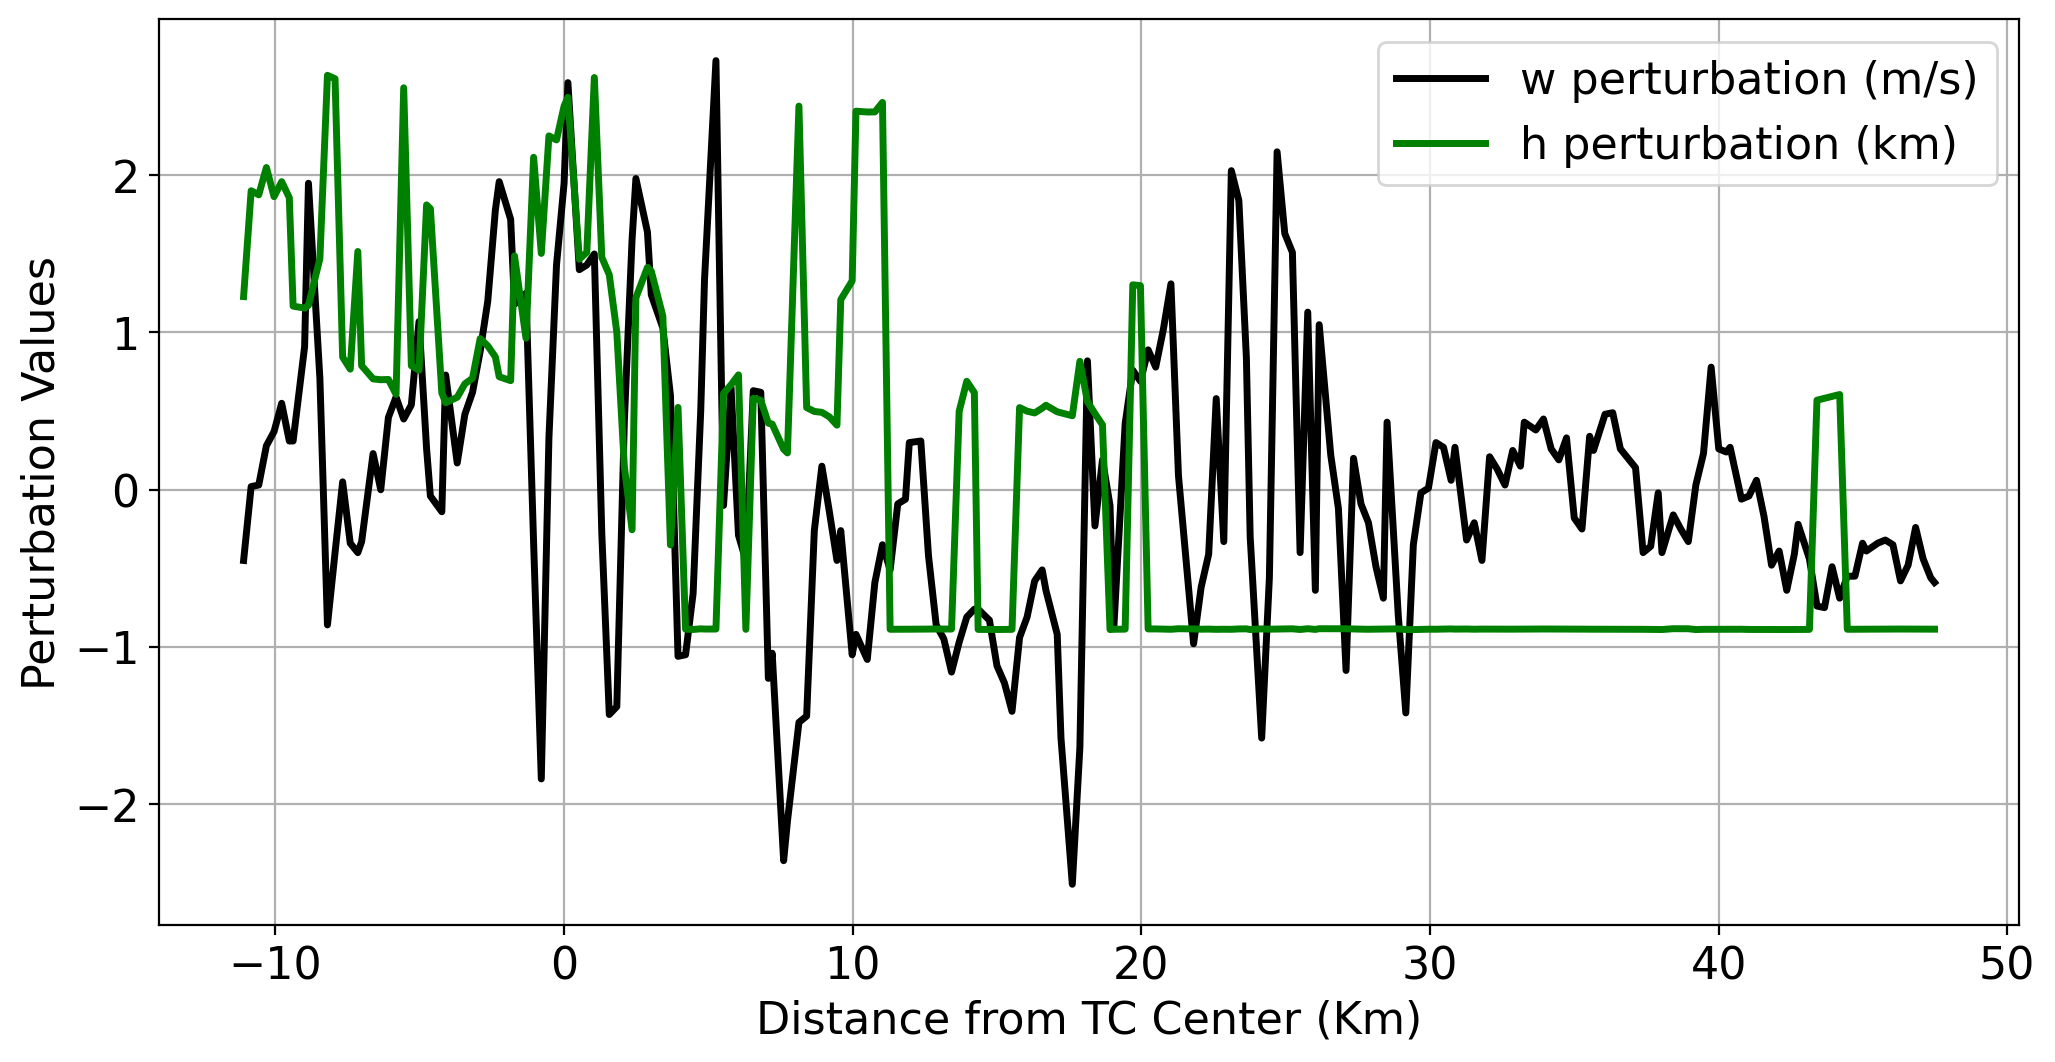 w perturbation (m/s)
h perturbation (km)
Perturbation Values
2
1
0
−1
−2
−10 0 10 20 30 40 50
Distance from TC Center (Km)